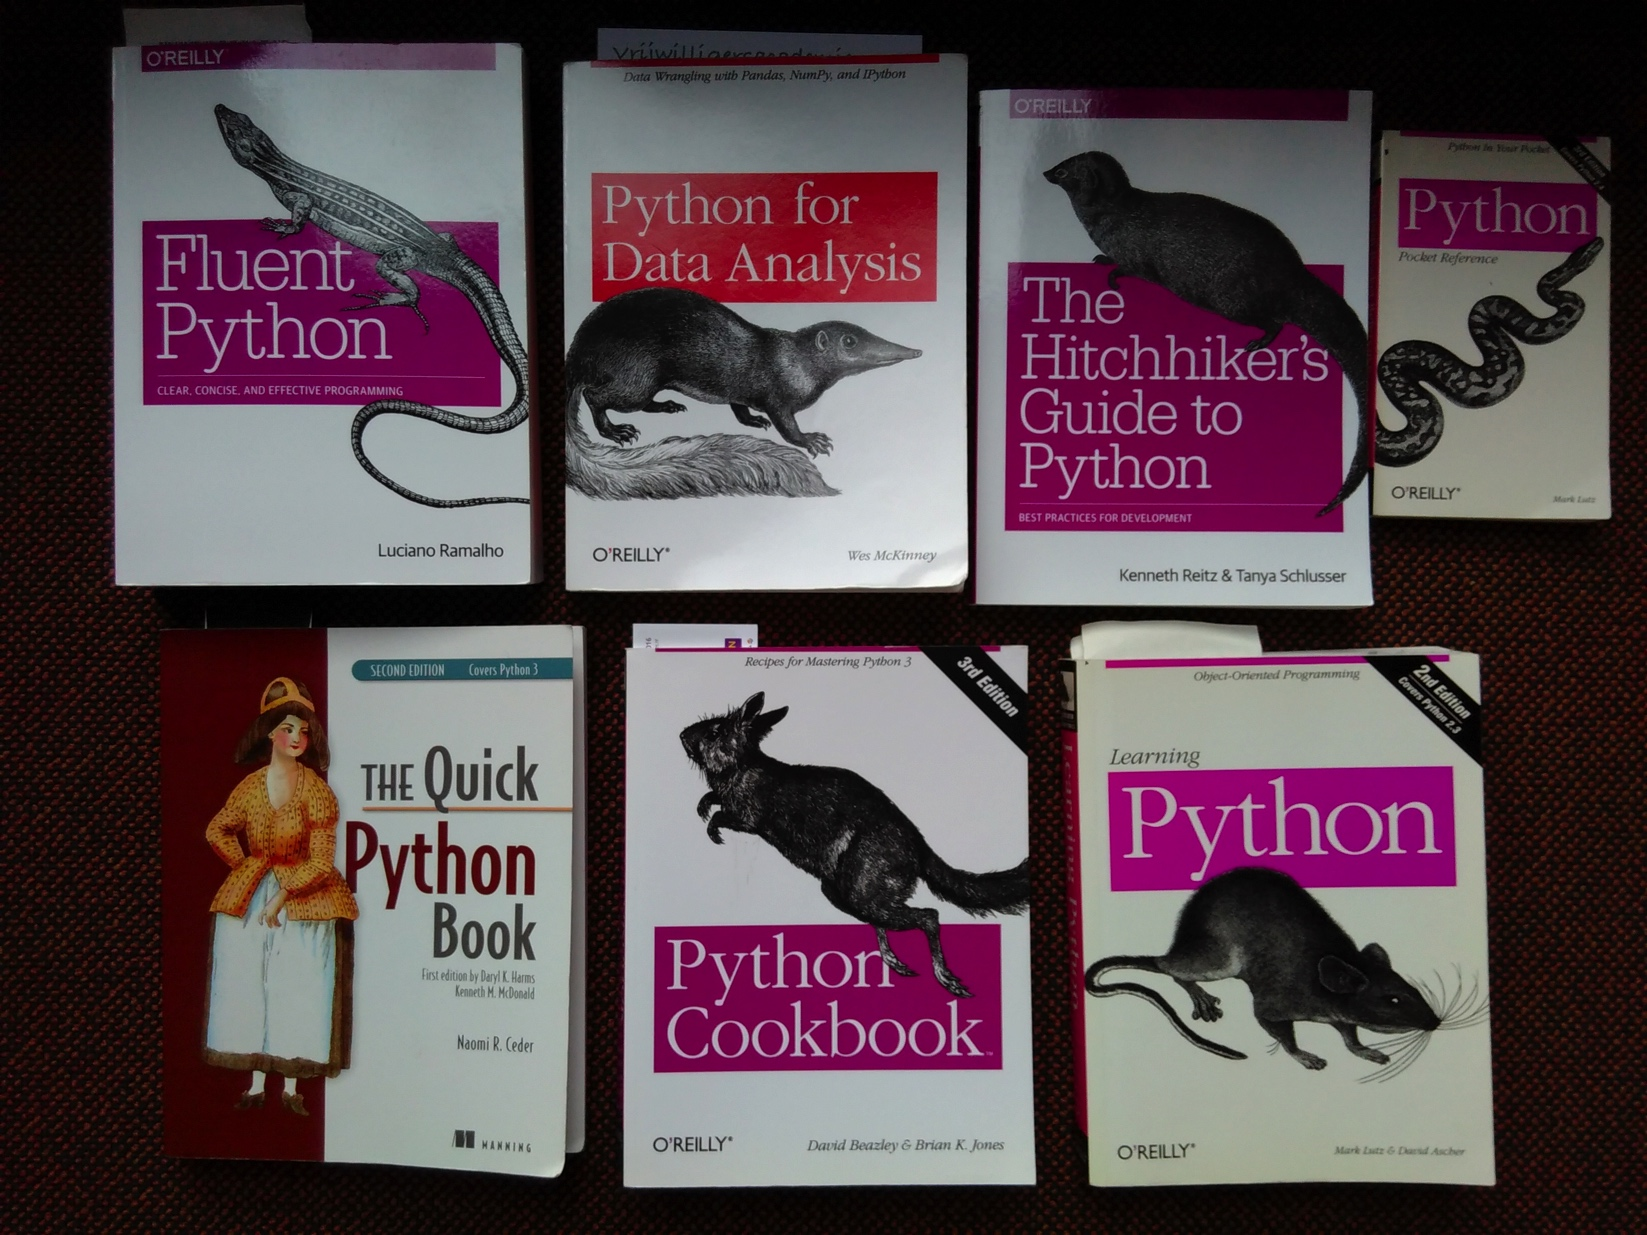 O'REILLY
Fluent
Python
CLEAR, CONCISE, AND EFFECTIVE PROGRAMMING
Luciano Ramalho
Data Wrangling with Pandas, NumPy, and IPython
Python for
Data Analysis
O'REILLY®
Wes McKinney
O'REILLY
The
Hitchhiker's
Guide to
Python
BEST PRACTICES FOR DEVELOPMENT
Kenneth Reitz & Tanya Schlusser
Python In Your Pocket
Python
Pocket Reference
O'REILLY®
Mark Lutz
SECOND EDITION Covers Python 3
THE Quick
Python
Book
First edition by Daryl K. Harms
Kenneth M. McDonald
Naomi R. Ceder
MANNING
Recipes for Mastering Python 3
3rd Edition
Python
Cookbook™
O'REILLY®
David Beazley & Brian K. Jones
Object-Oriented Programming
2nd Edition
Covers Python 2.3
Learning
Python
O'REILLY®
Mark Lutz & David Ascher